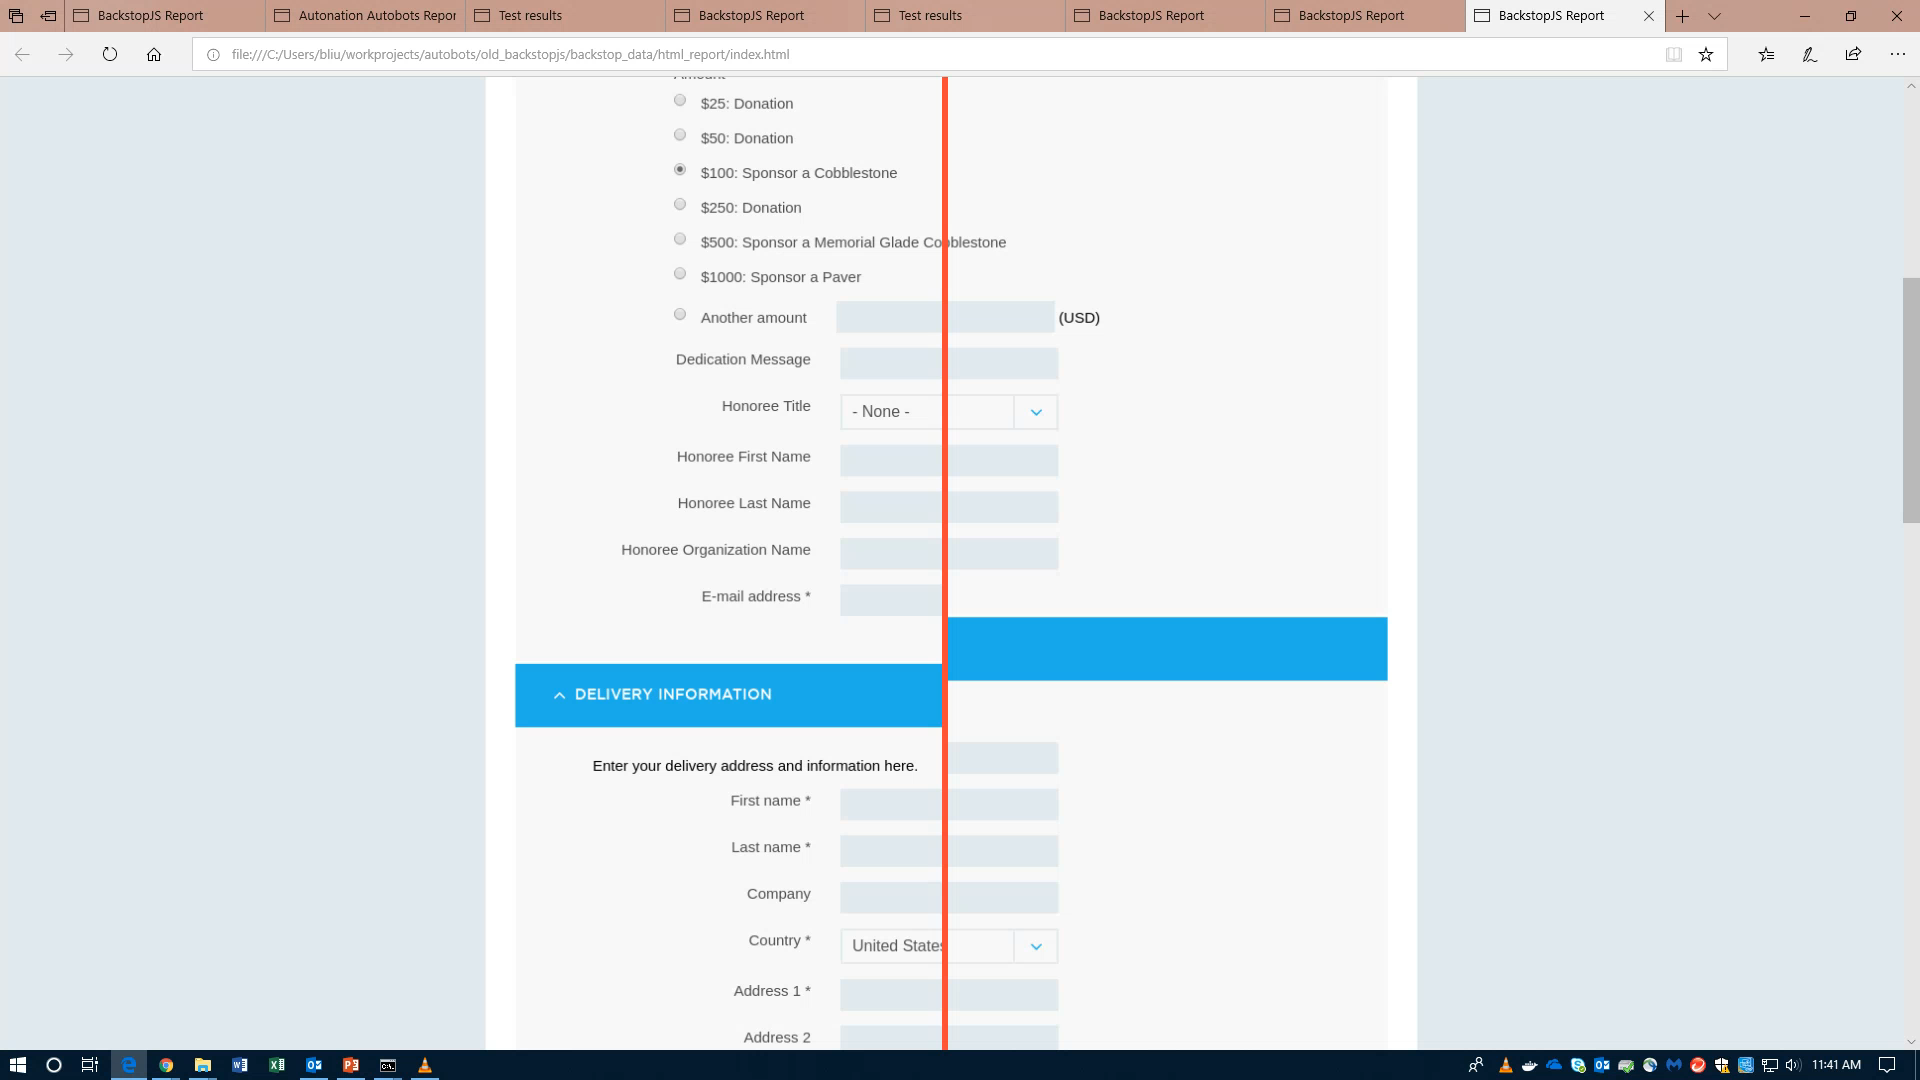 BackstopJS Report
Autonation Autobots Repor
Test results
BackstopJS Report
Test results
BackstopJS Report
BackstopJS Report
BackstopJS Report
file:///C:/Users/bliu/workprojects/autobots/old_backstopjs/backstop_data/html_report/index.html
Amount
$25: Donation
$50: Donation
$100: Sponsor a Cobblestone
$250: Donation
$500: Sponsor a Memorial Glade Cobblestone
$1000: Sponsor a Paver
Another amount (USD)
Dedication Message
Honoree Title - None -
Honoree First Name
Honoree Last Name
Honoree Organization Name
E-mail address *
DELIVERY INFORMATION
Enter your delivery address and information here.
First name *
Last name *
Company
Country * United States
Address 1 *
Address 2
11:41 AM